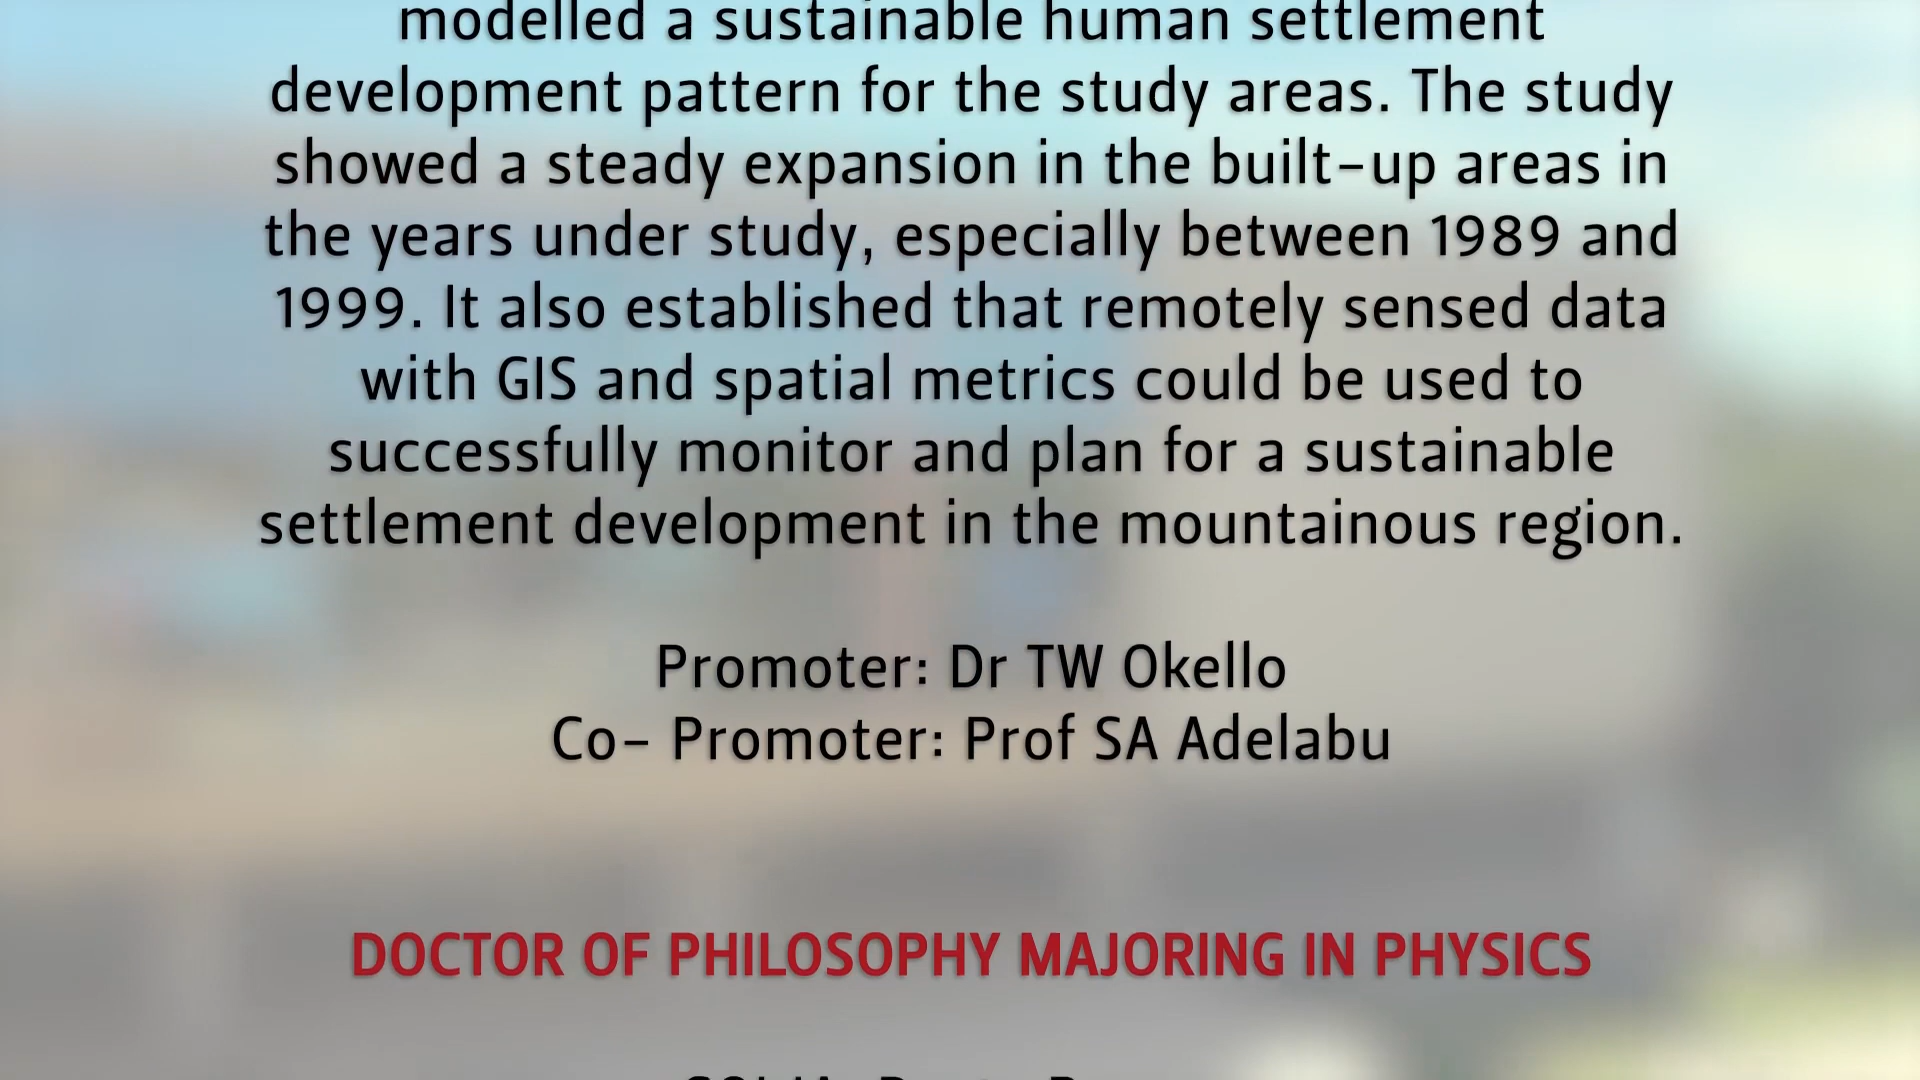 modelled a sustainable human settlement
development pattern for the study areas. The study
showed a steady expansion in the built-up areas in
the years under study, especially between 1989 and
1999. It also established that remotely sensed data
with GIS and spatial metrics could be used to
successfully monitor and plan for a sustainable
settlement development in the mountainous region.
Promoter: Dr TW Okello
Co- Promoter: Prof SA Adelabu
DOCTOR OF PHILOSOPHY MAJORING IN PHYSICS